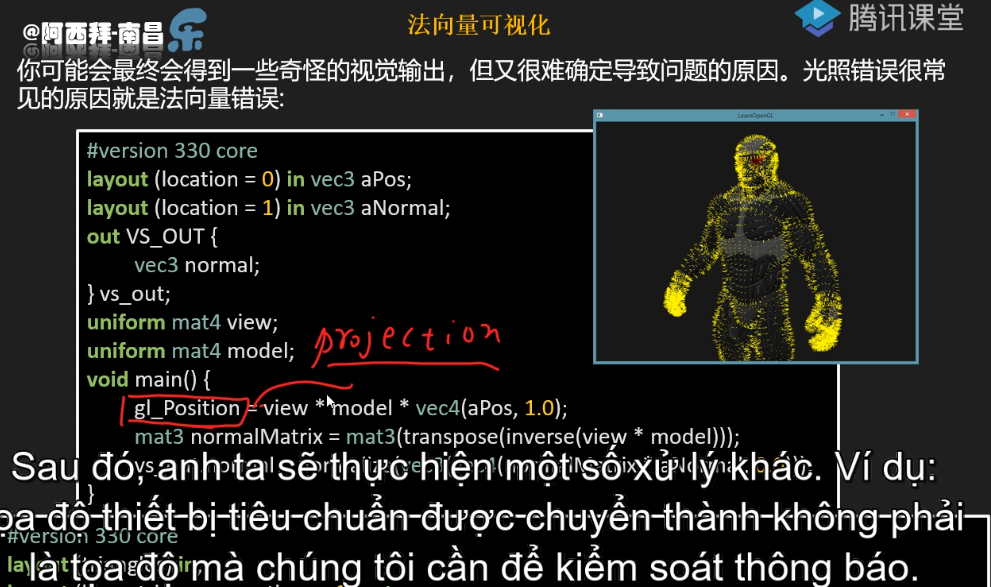 @阿西拜-南昌
法向量可视化
腾讯课堂
你可能会最终会得到一些奇怪的视觉输出，但又很难确定导致问题的原因。光照错误很常
见的原因就是法向量错误:
LearnOpenGL
#version 330 core
layout (location = 0) in vec3 aPos;
layout (location = 1) in vec3 aNormal;
out VS_OUT {
vec3 normal;
} vs_out;
uniform mat4 view;
uniform mat4 model;
projection
void main() {
gl_Position = view * model * vec4(aPos, 1.0);
mat3 normalMatrix = mat3(transpose(inverse(view * model)));
}
#version 330 core
Sau đó, anh ta sẽ thực hiện một số xử lý khác. Ví dụ:
tọa độ thiết bị tiêu chuẩn được chuyển thành không phải
là tọa độ mà chúng tôi cần để kiểm soát thông báo.